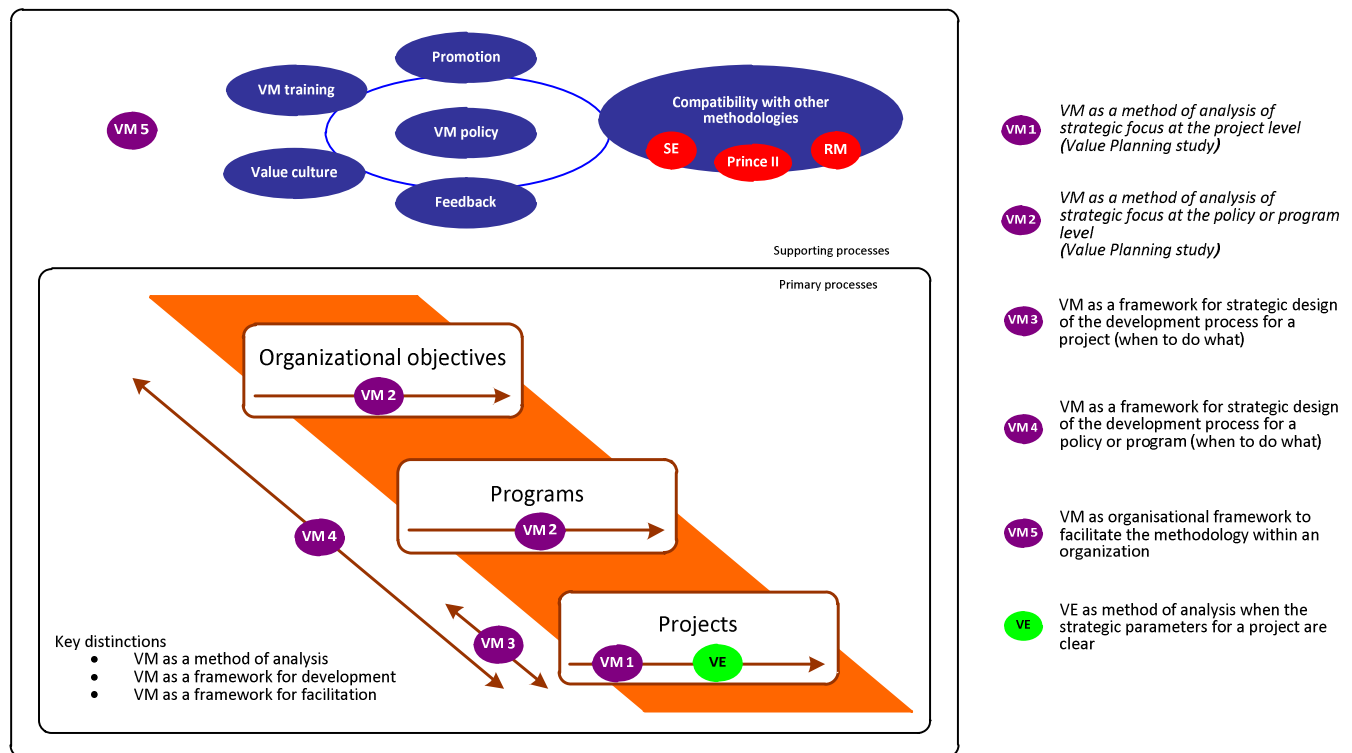 Promotion
VM training
Compatibility with other
methodologies
VM 5
VM policy
SE
Prince II
RM
Value culture
Feedback
Supporting processes
Primary processes
Organizational objectives
VM 2
Programs
VM 2
VM 4
Projects
VM 3
VM 1
VE
Key distinctions
• VM as a method of analysis
• VM as a framework for development
• VM as a framework for facilitation
VM 1
VM as a method of analysis of
strategic focus at the project level
(Value Planning study)
VM 2
VM as a method of analysis of
strategic focus at the policy or program
level
(Value Planning study)
VM 3
VM as a framework for strategic design
of the development process for a
project (when to do what)
VM 4
VM as a framework for strategic design
of the development process for a
policy or program (when to do what)
VM 5
VM as organisational framework to
facilitate the methodology within an
organization
VE
VE as method of analysis when the
strategic parameters for a project are
clear